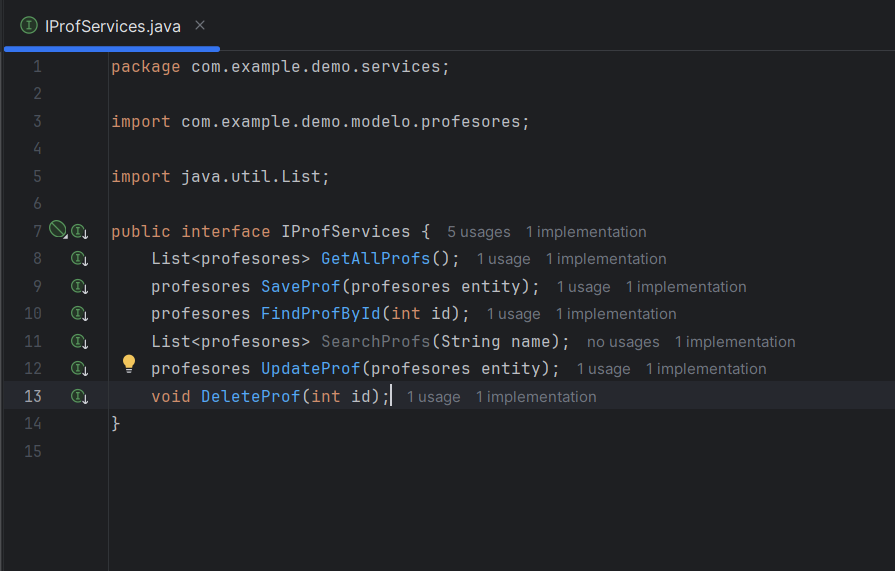 IProfServices.java
1 package com.example.demo.services;
2
3 import com.example.demo.modelo.profesores;
4
5 import java.util.List;
6
7 public interface IProfServices { 5 usages 1 implementation
8 List<profesores> GetAllProfs(); 1 usage 1 implementation
9 profesores SaveProf(profesores entity); 1 usage 1 implementation
10 profesores FindProfById(int id); 1 usage 1 implementation
11 List<profesores> SearchProfs(String name); no usages 1 implementation
12 profesores UpdateProf(profesores entity); 1 usage 1 implementation
13 void DeleteProf(int id); 1 usage 1 implementation
14 }
15